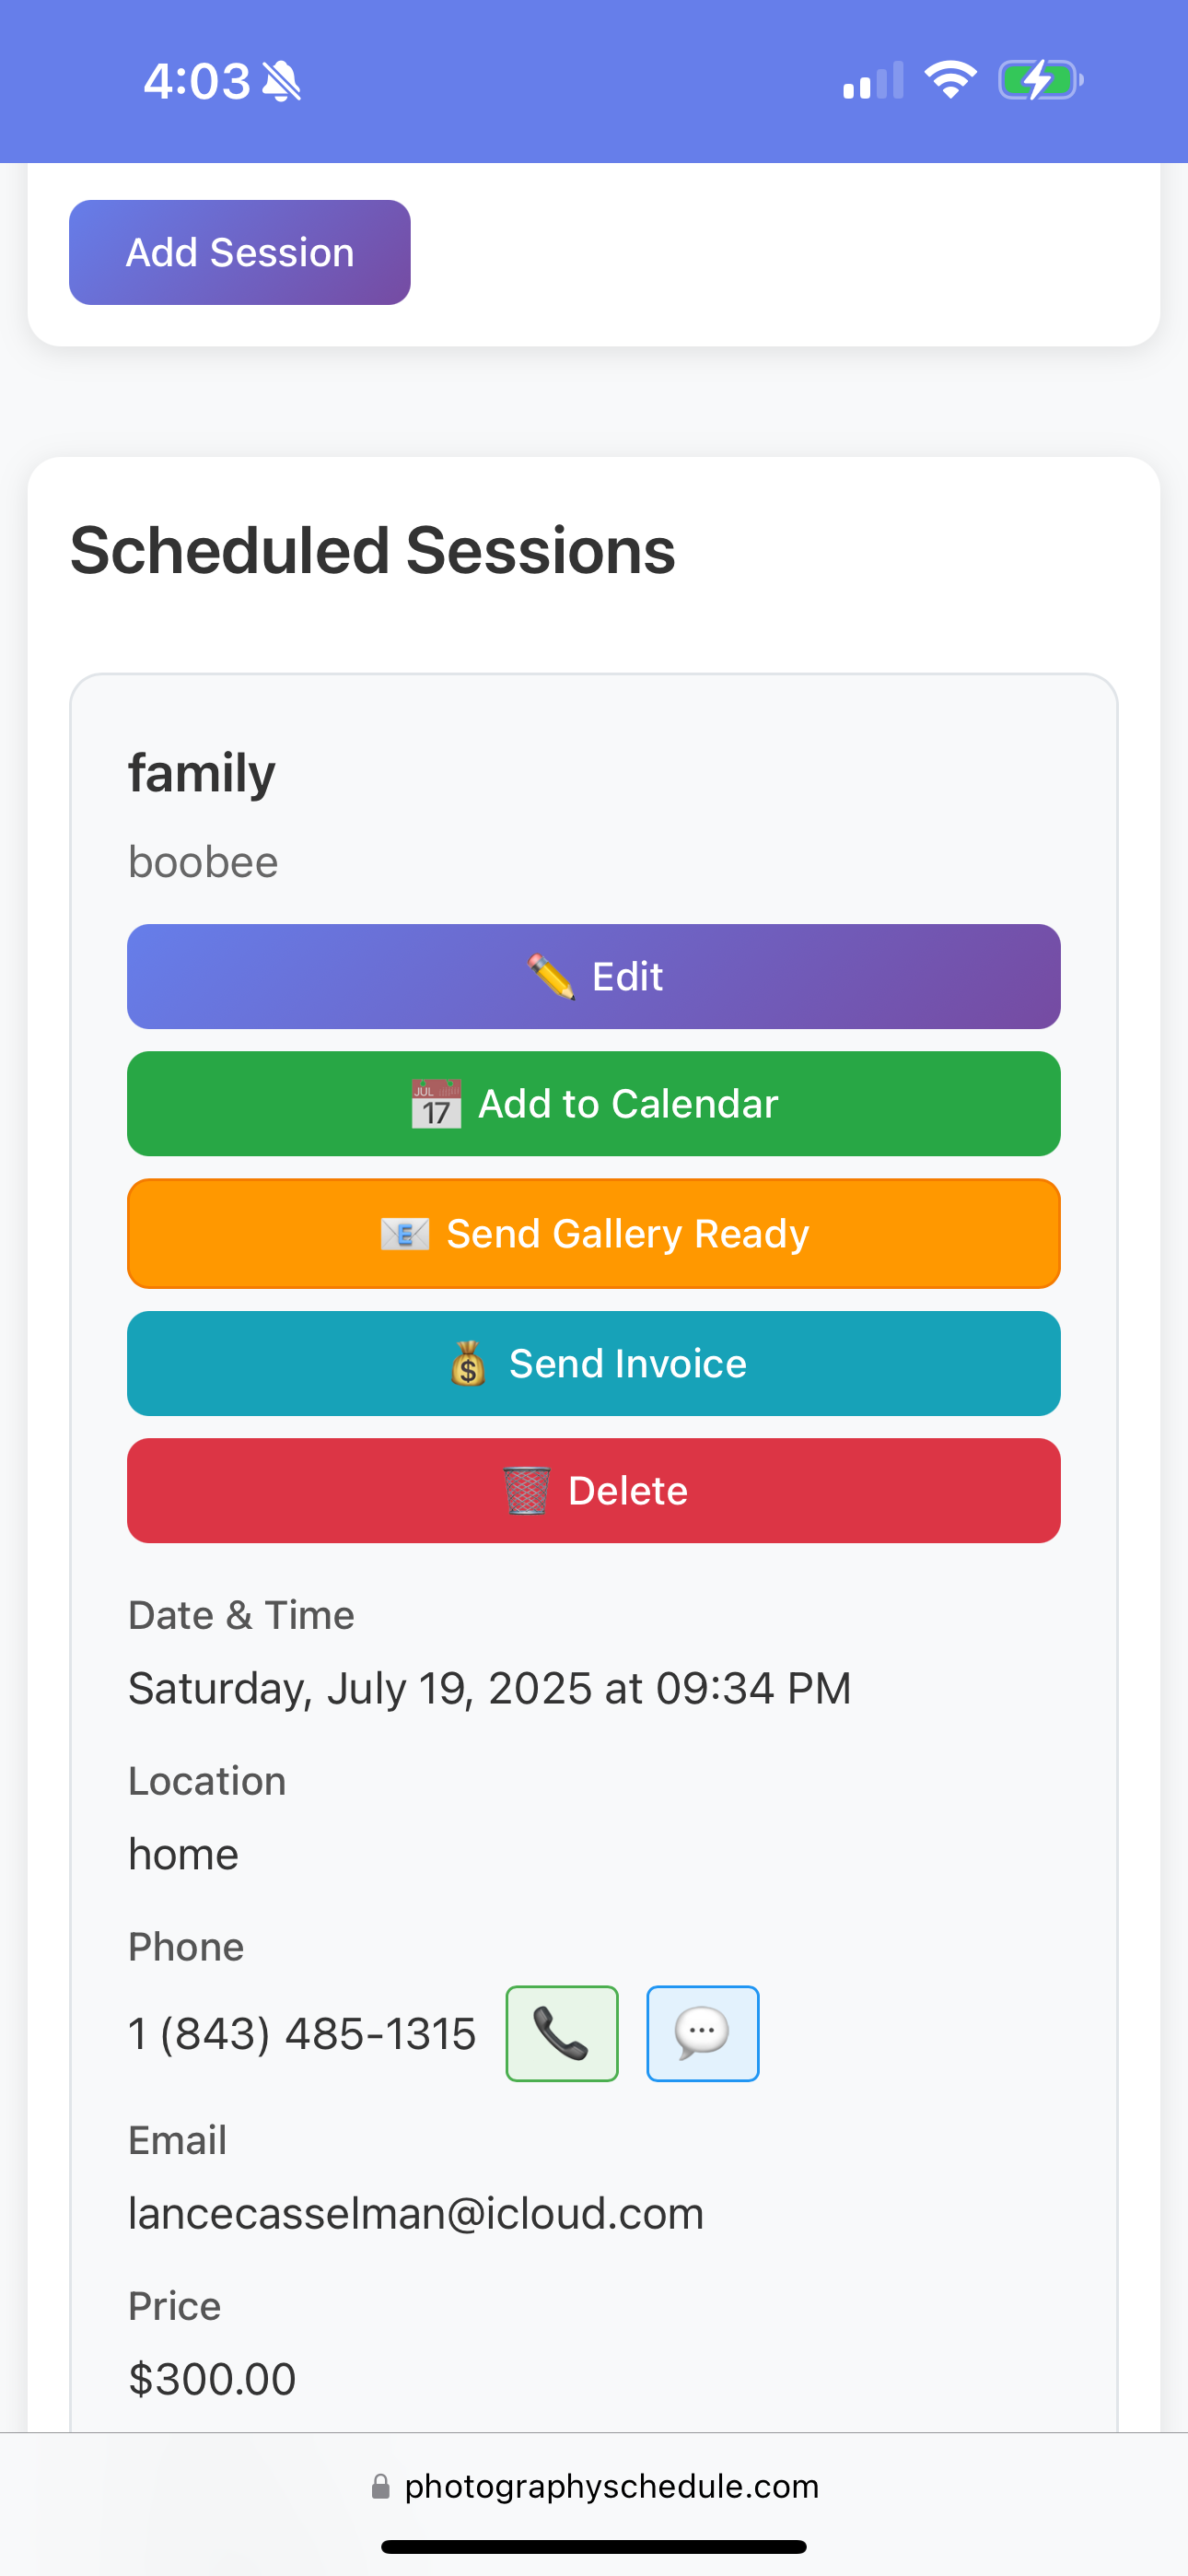 4:03
Add Session
Scheduled Sessions
family
boobee
Edit
JUL 17 Add to Calendar
E Send Gallery Ready
$ Send Invoice
Delete
Date & Time
Saturday, July 19, 2025 at 09:34 PM
Location
home
Phone
1 (843) 485-1315
Email
lancecasselman@icloud.com
Price
$300.00
photographyschedule.com